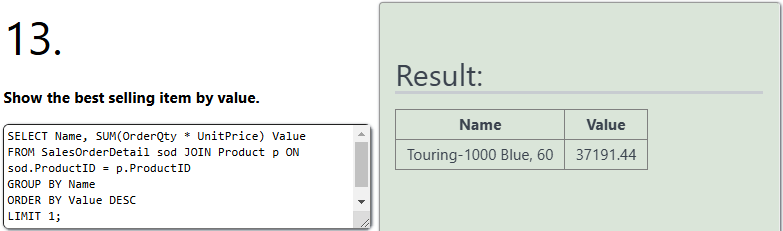 13.
Show the best selling item by value.
SELECT Name, SUM(OrderQty * UnitPrice) Value
FROM SalesOrderDetail sod JOIN Product p ON
sod.ProductID = p.ProductID
GROUP BY Name
ORDER BY Value DESC
LIMIT 1;
Result:
Name Value
Touring-1000 Blue, 60 37191.44